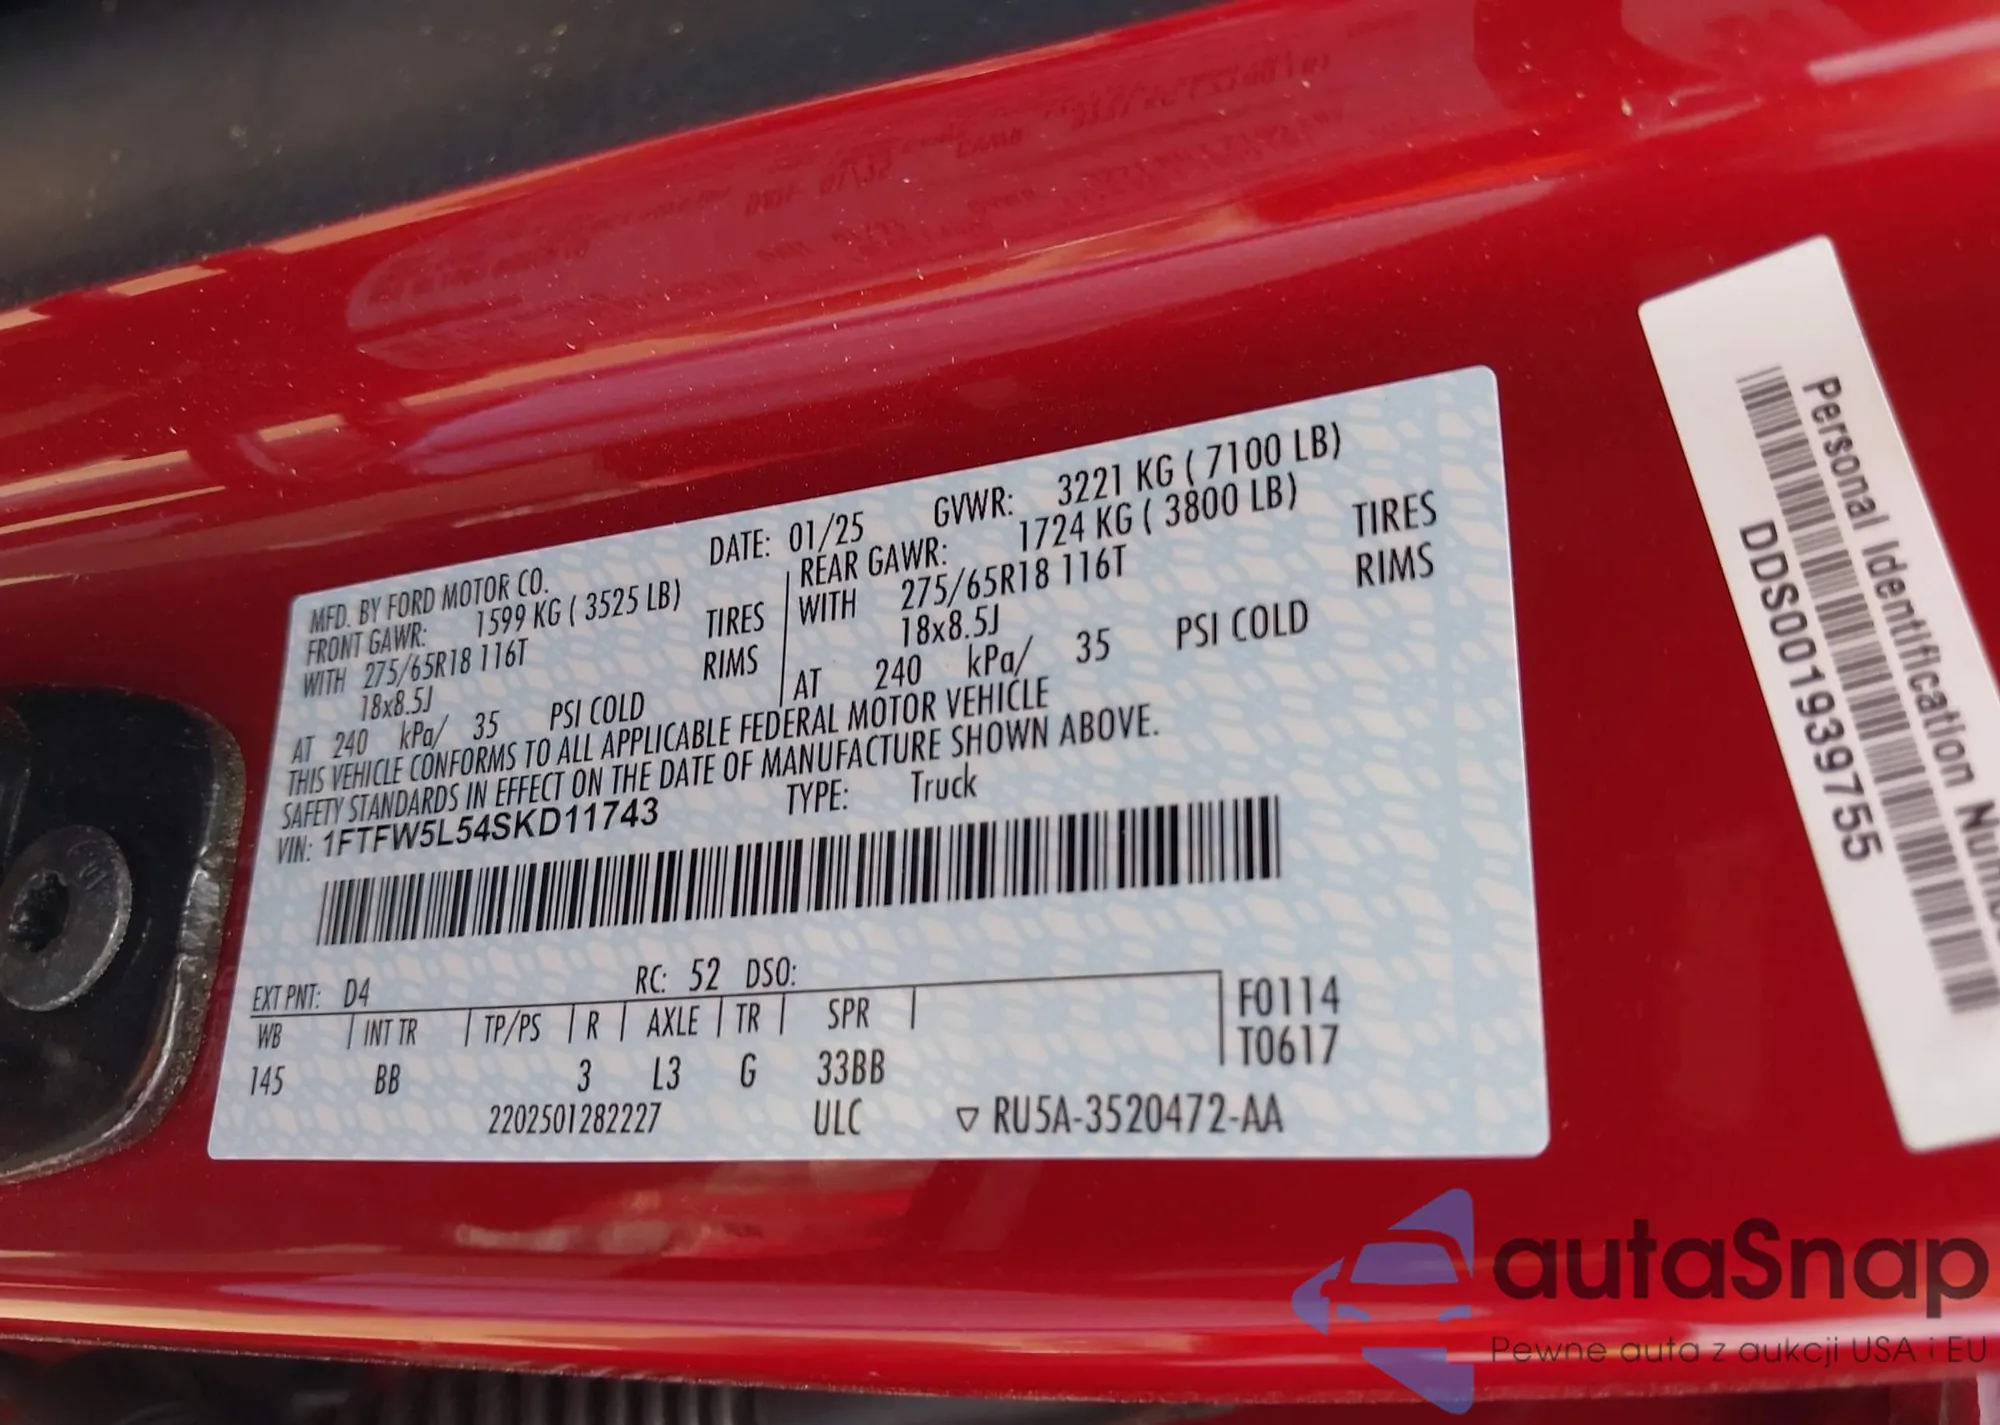 MFD. BY FORD MOTOR CO.
DATE: 01/25
GVWR: 3221 KG ( 7100 LB)
FRONT GAWR: 1599 KG ( 3525 LB)
WITH 275/65R18 116T TIRES
18x8.5J RIMS
AT 240 kPa/ 35 PSI COLD
REAR GAWR: 1724 KG ( 3800 LB)
WITH 275/65R18 116T TIRES
18x8.5J RIMS
AT 240 kPa/ 35 PSI COLD
THIS VEHICLE CONFORMS TO ALL APPLICABLE FEDERAL MOTOR VEHICLE
SAFETY STANDARDS IN EFFECT ON THE DATE OF MANUFACTURE SHOWN ABOVE.
VIN: 1FTFW5L54SKD11743 TYPE: Truck
EXT PNT: D4 RC: 52 DSO:
WB INT TR TP/PS R AXLE TR SPR
145 BB 3 L3 G 33BB
F0114
T0617
2202501282227 ULC ▽ RU5A-3520472-AA
Personal Identification
DDS001939755
autaSnap
Pewne auta z aukcji USA i EU